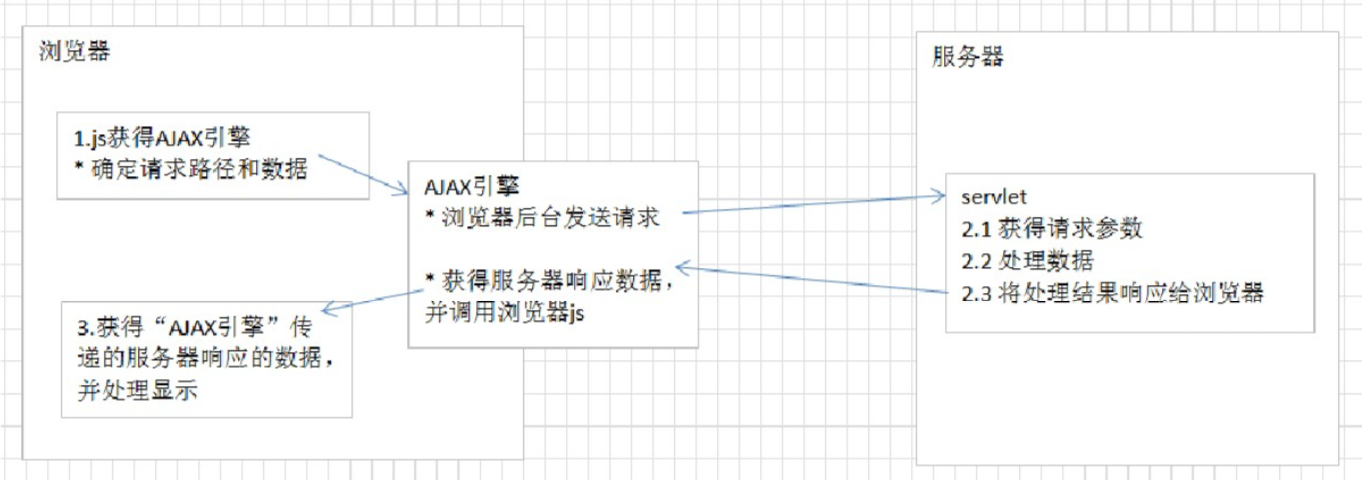 浏览器
1.js获得AJAX引擎
* 确定请求路径和数据
AJAX引擎
* 浏览器后台发送请求
* 获得服务器响应数据，
并调用浏览器js
3.获得“AJAX引擎”传
递的服务器响应的数据，
并处理显示
服务器
servlet
2.1 获得请求参数
2.2 处理数据
2.3 将处理结果响应给浏览器